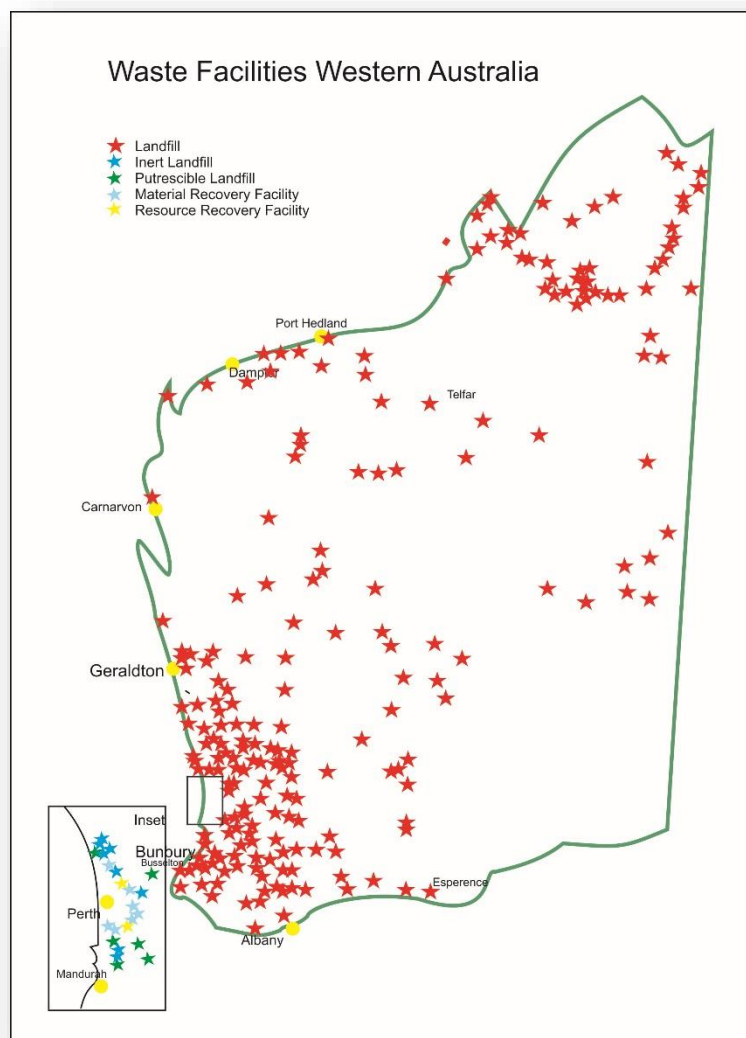 Waste Facilities Western Australia
Landfill
Inert Landfill
Putrescible Landfill
Material Recovery Facility
Resource Recovery Facility
Port Hedland
Dampier
Telfar
Carnarvon
Geraldton
Inset
Bunbury
Busselton
Perth
Mandurah
Esperence
Albany